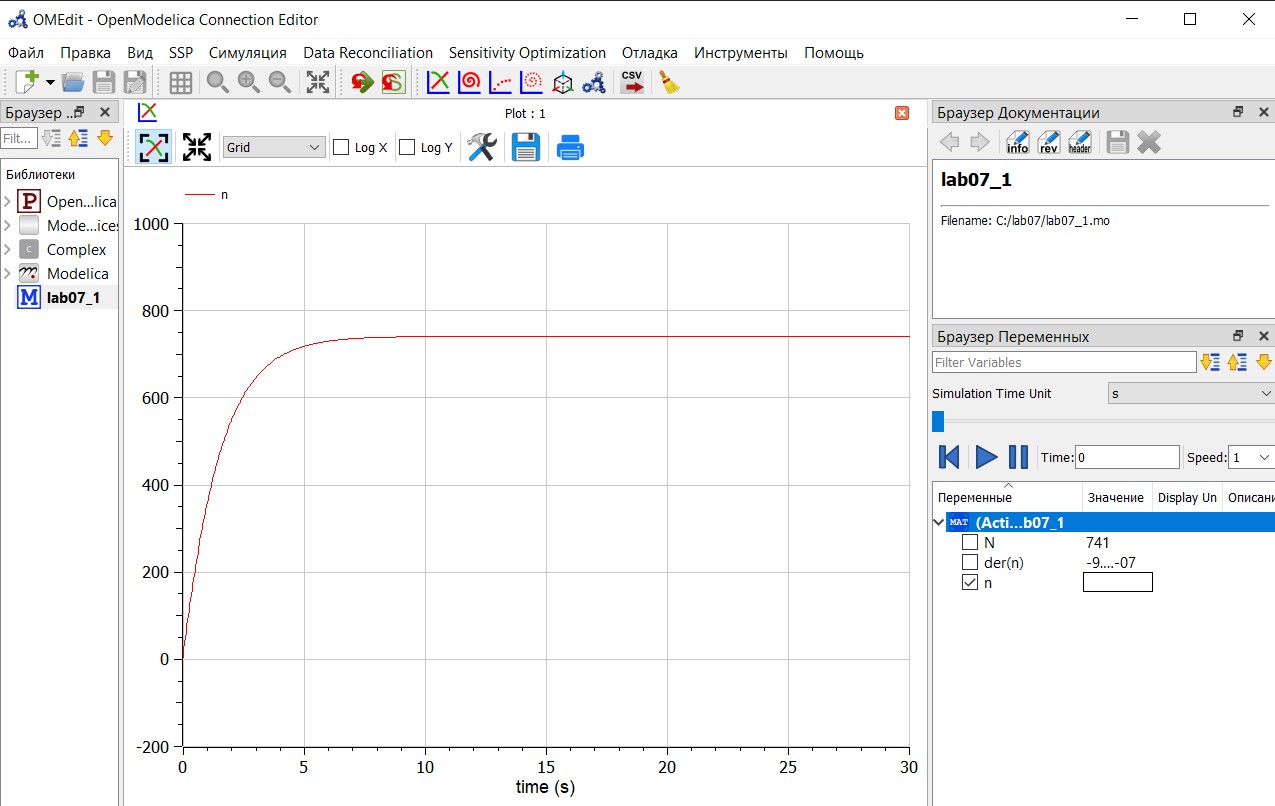 OMEdit - OpenModelica Connection Editor
Файл Правка Вид SSP Симуляция Data Reconciliation Sensitivity Optimization Отладка Инструменты Помощь
CSV
Браузер ..
Filt...
Библиотеки
P Open...lica
Mode...ices
C Complex
m Modelica
M lab07_1
Plot : 1
Grid Log X Log Y
n
1000
800
600
400
200
0
-200
0 5 10 15 20 25 30
time (s)
Браузер Документации
info rev header
lab07_1
Filename: C:/lab07/lab07_1.mo
Браузер Переменных
Filter Variables
Simulation Time Unit s
Time: 0 Speed: 1
Переменные Значение Display Un Описани
MAT (Acti...b07_1
N 741
der(n) -9....-07
n